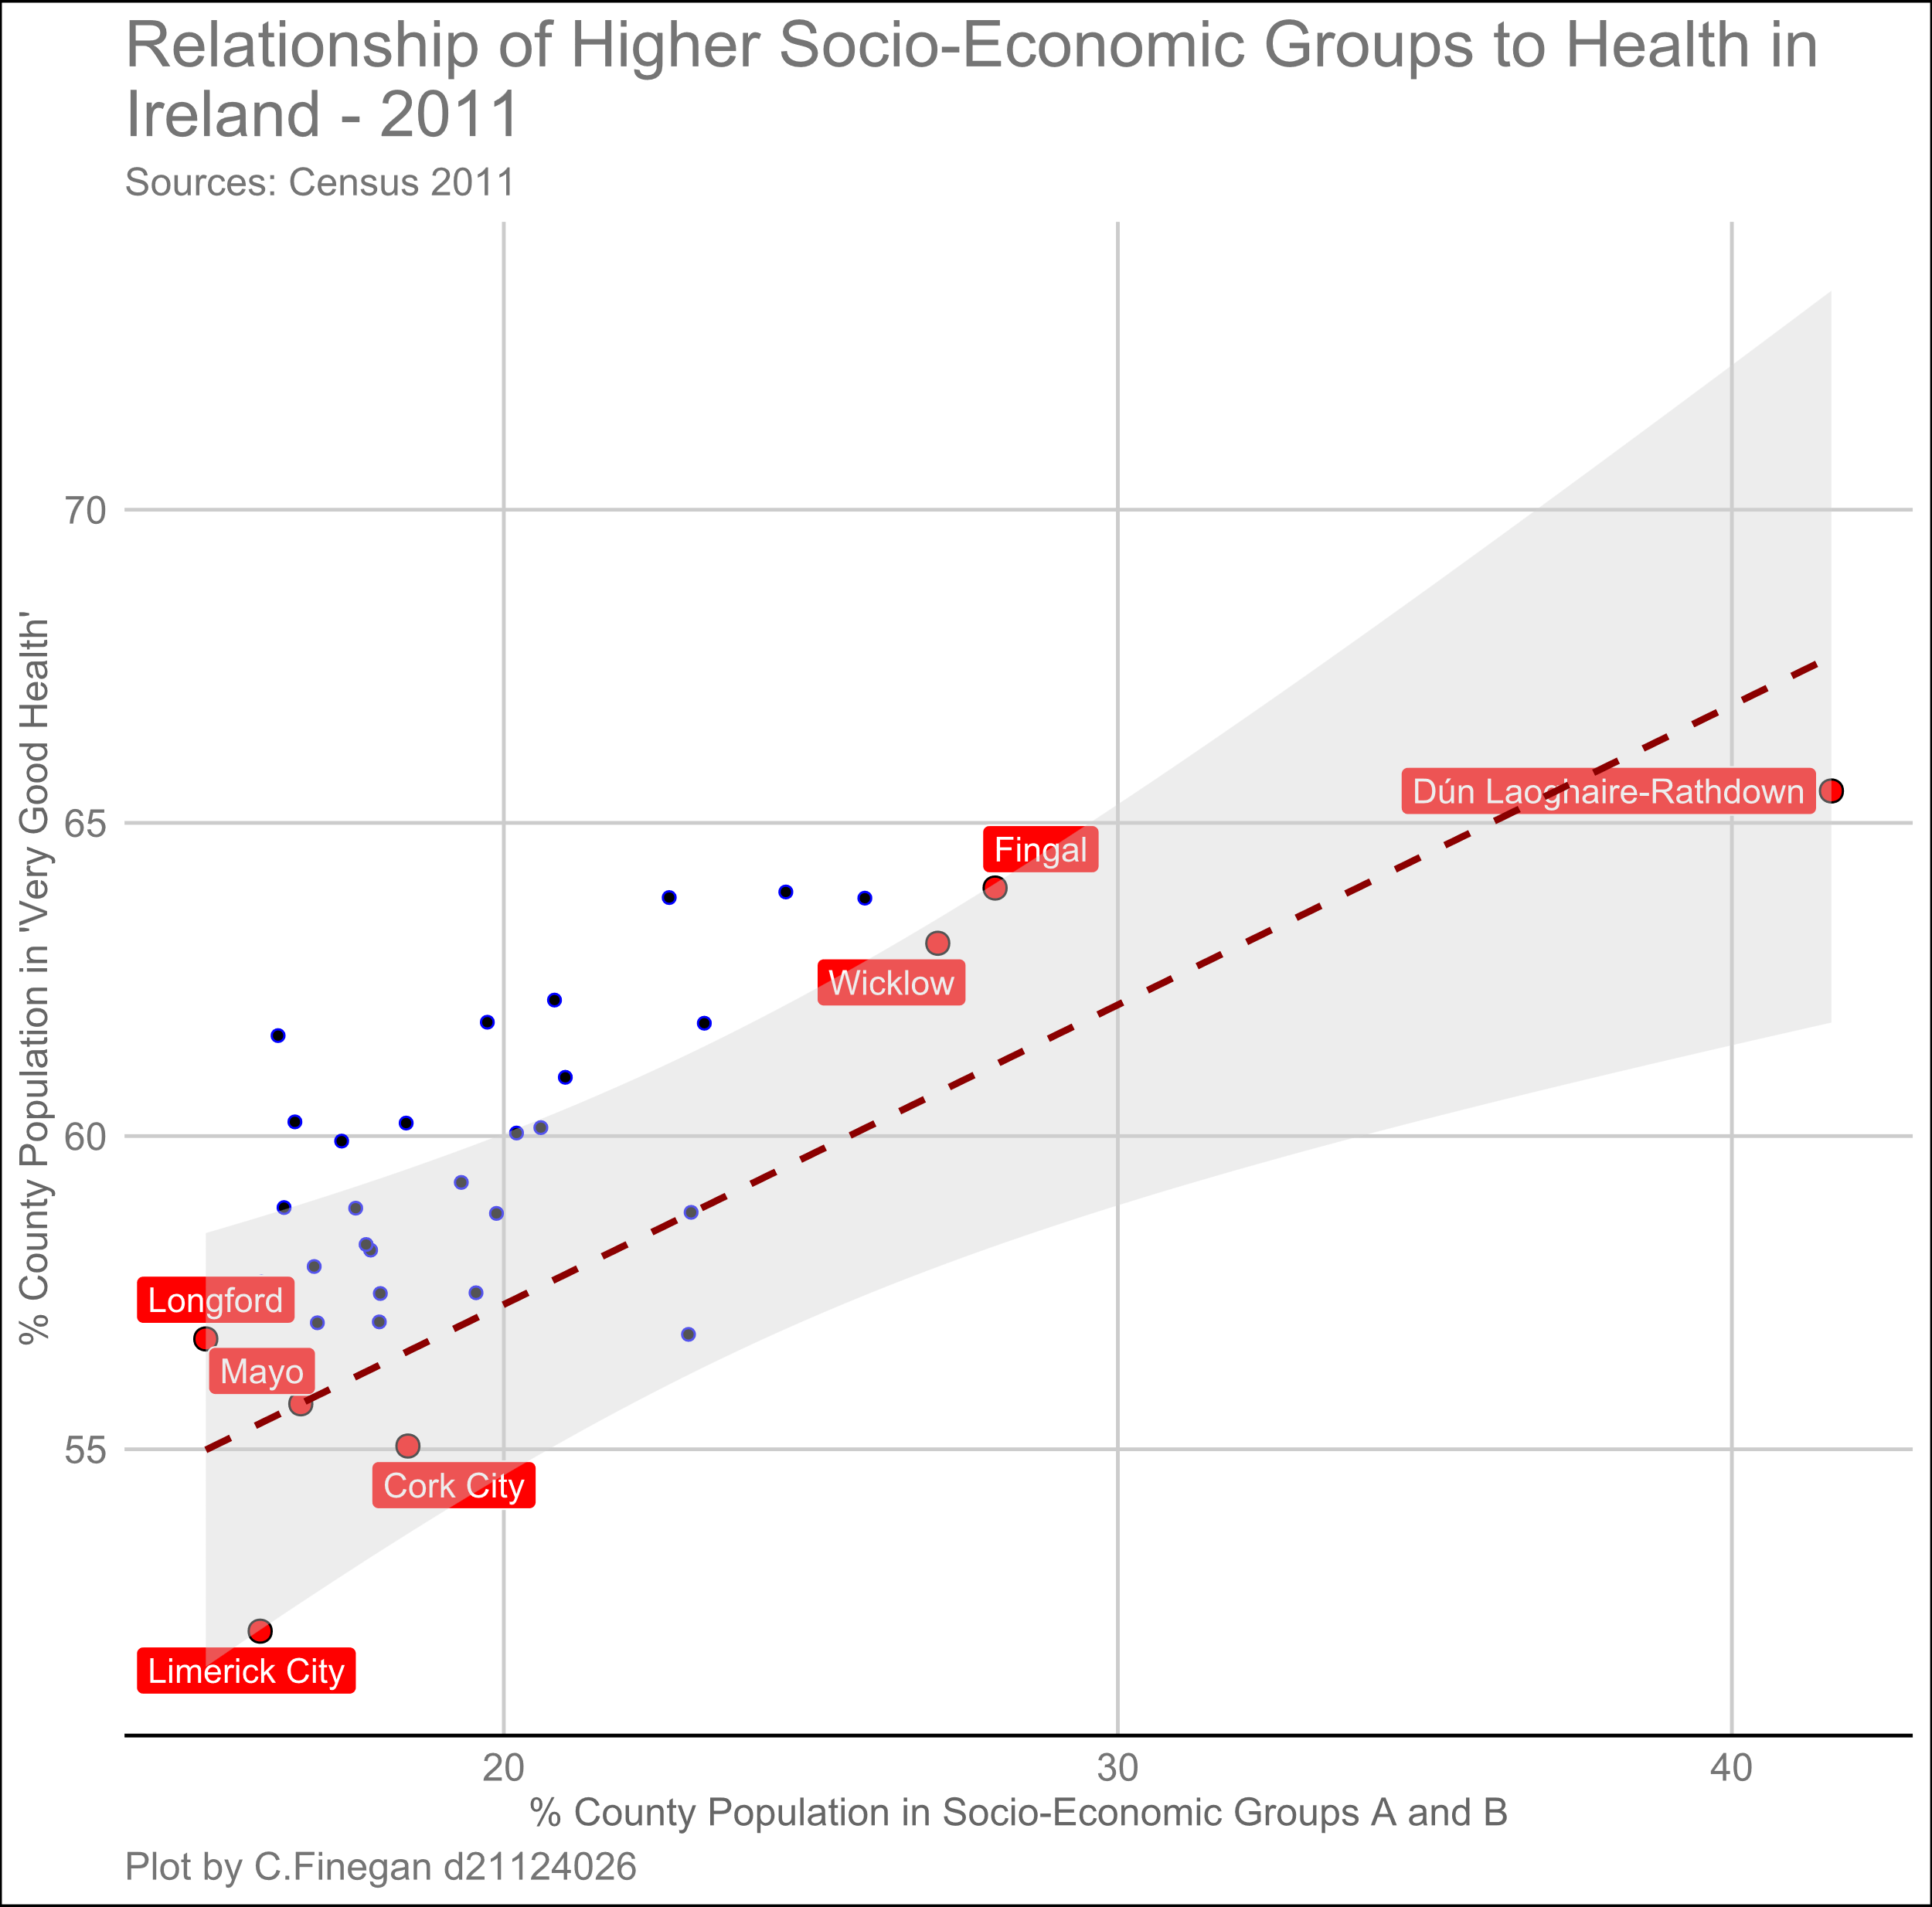 Relationship of Higher Socio-Economic Groups to Health in
Ireland - 2011
Sources: Census 2011
% County Population in 'Very Good Health'
70
65
60
55
Dún Laoghaire-Rathdown
Fingal
Wicklow
Longford
Mayo
Cork City
Limerick City
20
30
40
% County Population in Socio-Economic Groups A and B
Plot by C.Finegan d21124026